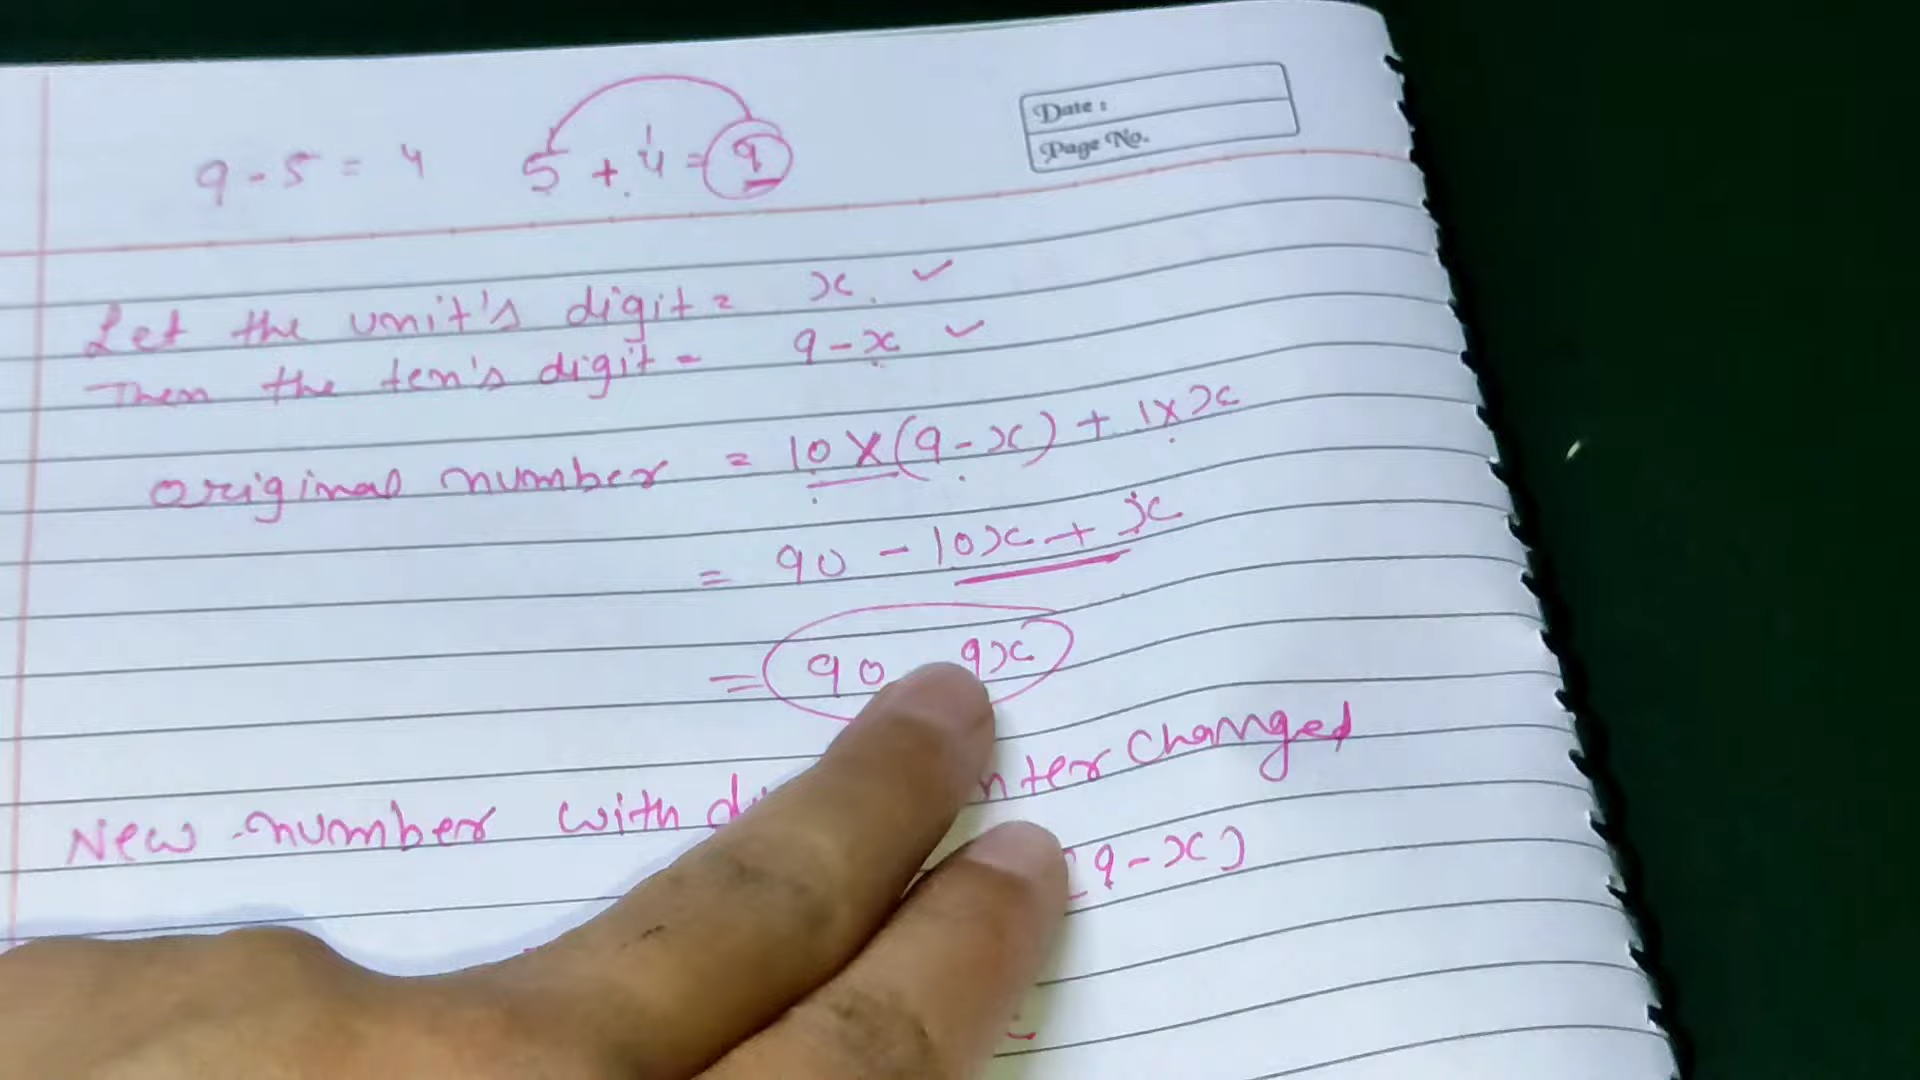 Date :
Page No.
9 - 5 = 4 5 + 4 = 9
Let the unit's digit = x
Then the ten's digit = 9 - x
original number = 10 X (9 - x) + 1 x x
= 90 - 10x + x
= 90 9x
New number with changed
9 - x)